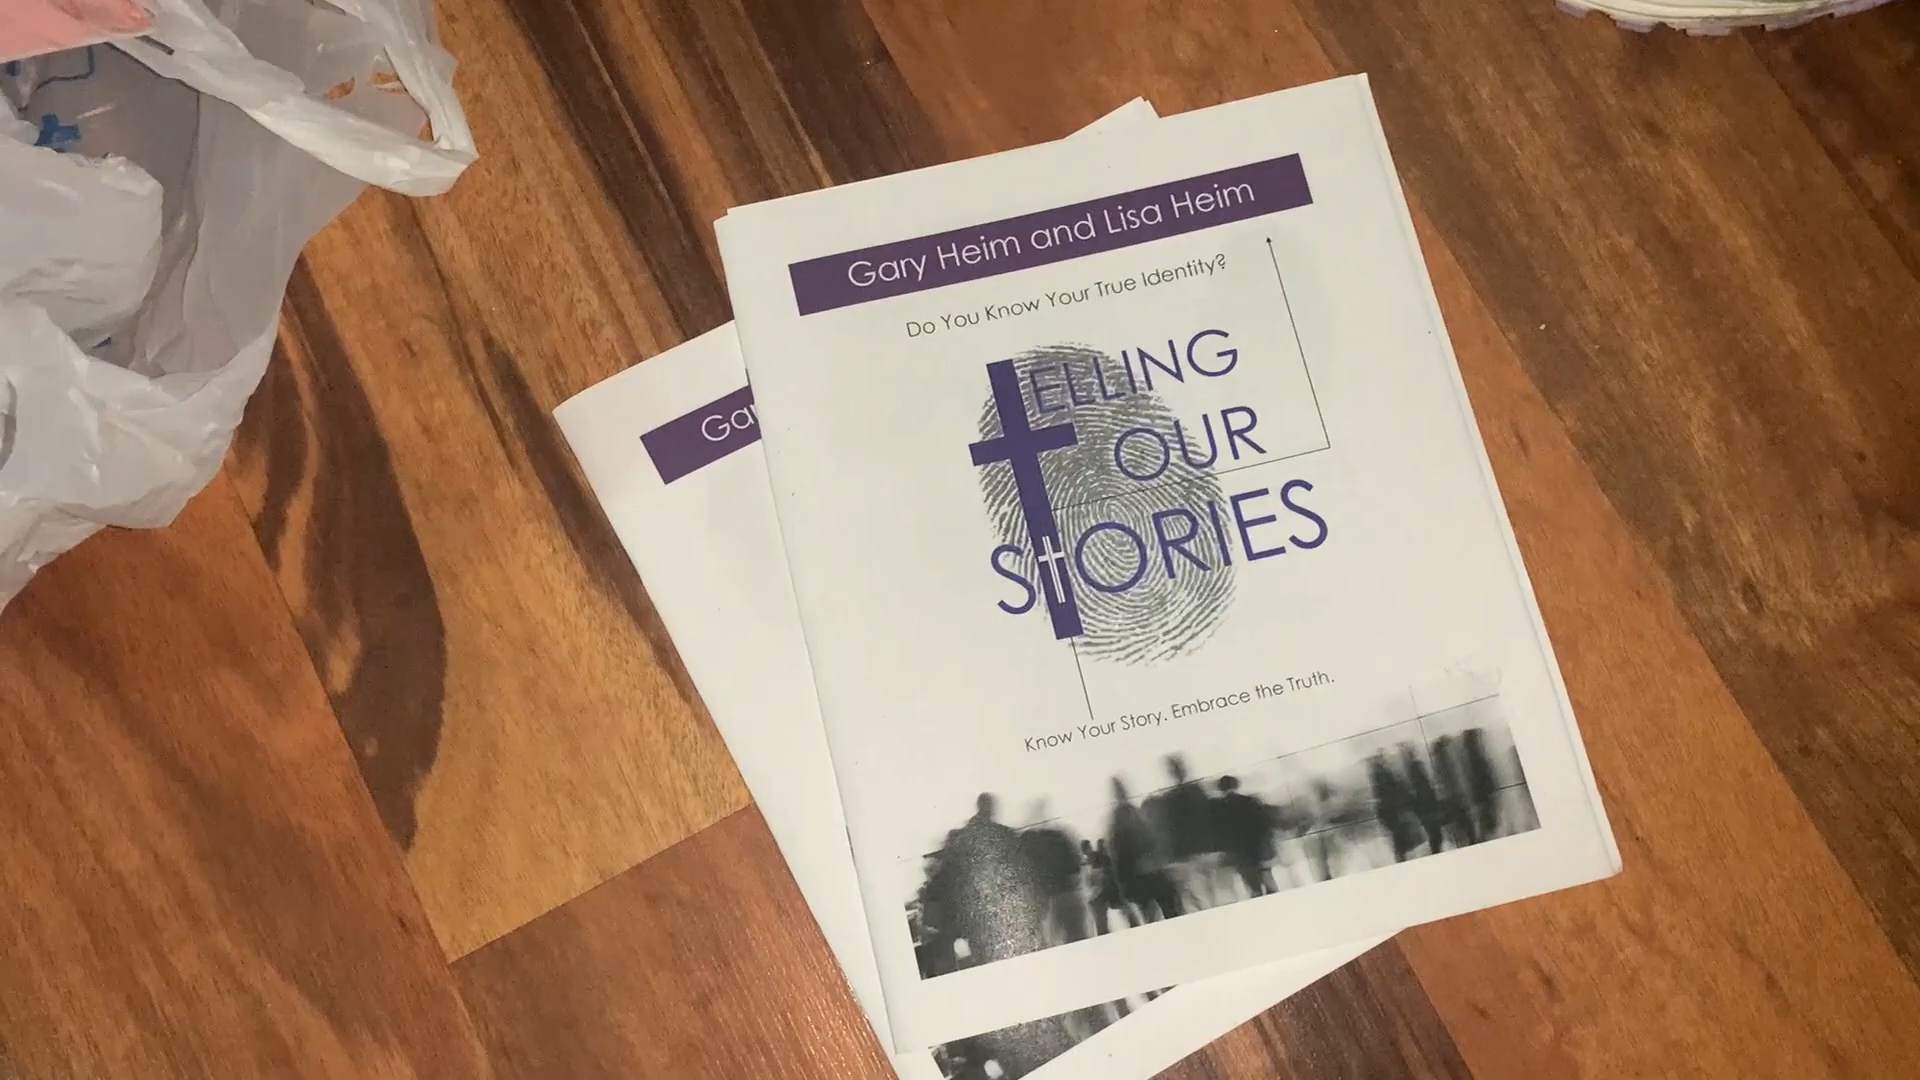 Gary Heim and Lisa Heim
Do You Know Your True Identity?
TELLING
OUR
STORIES
Know Your Story. Embrace the Truth.
Ga